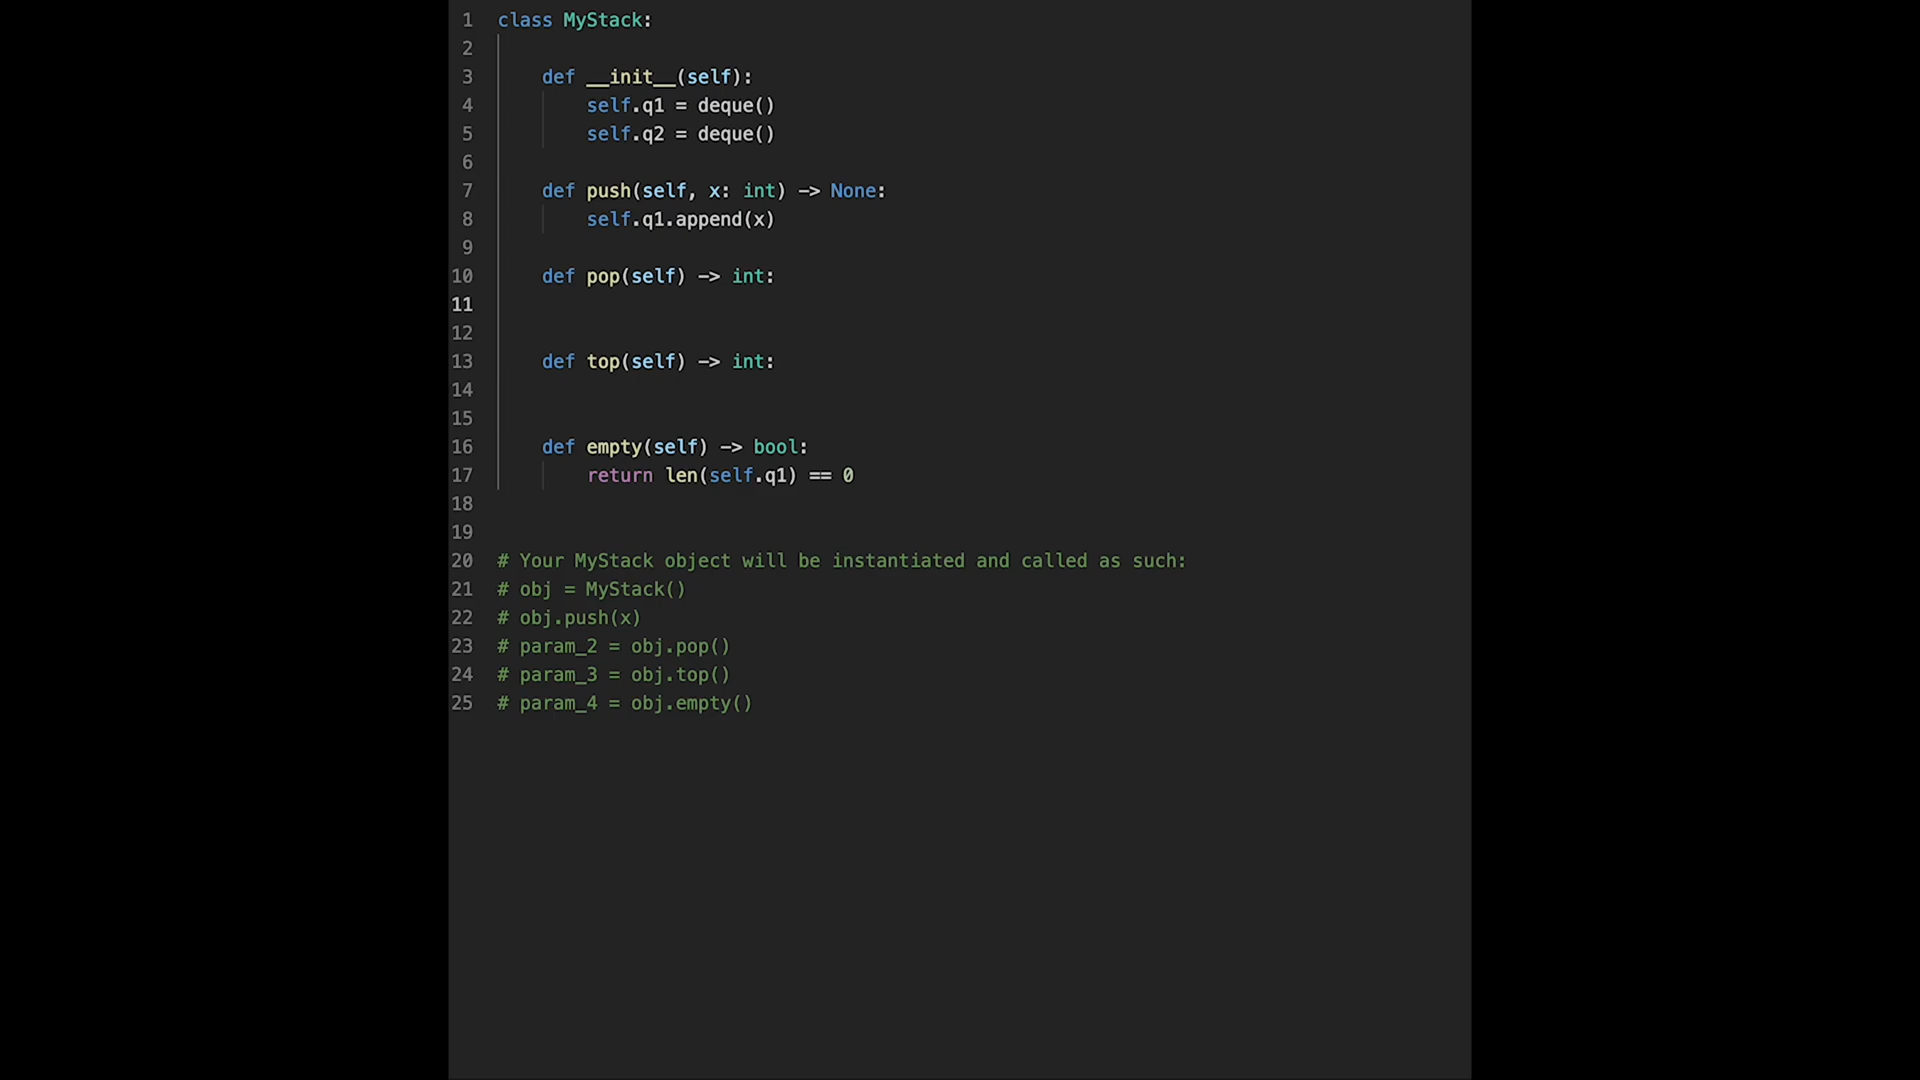 1 class MyStack:
2
3 def __init__(self):
4 self.q1 = deque()
5 self.q2 = deque()
6
7 def push(self, x: int) -> None:
8 self.q1.append(x)
9
10 def pop(self) -> int:
11
12
13 def top(self) -> int:
14
15
16 def empty(self) -> bool:
17 return len(self.q1) == 0
18
19
20 # Your MyStack object will be instantiated and called as such:
21 # obj = MyStack()
22 # obj.push(x)
23 # param_2 = obj.pop()
24 # param_3 = obj.top()
25 # param_4 = obj.empty()